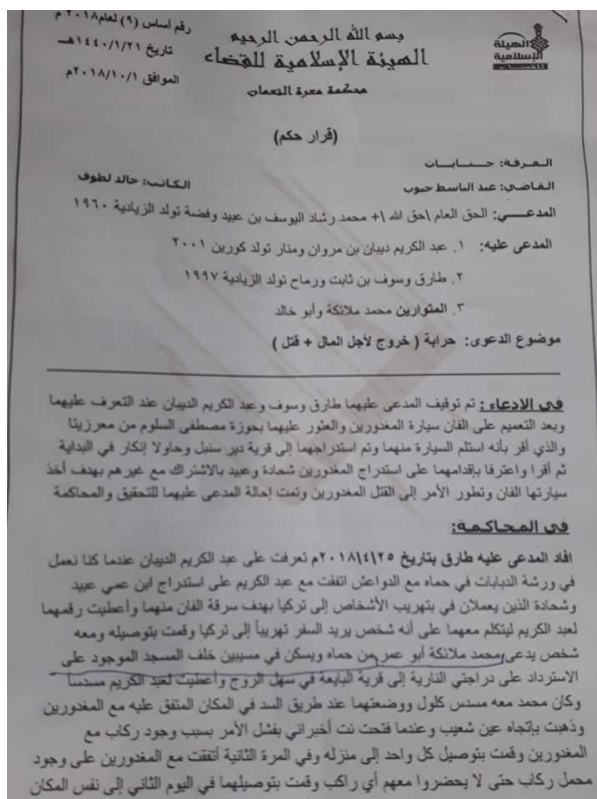 رقم أساس (٩) لعام ٢٠١٨ م
تاريخ ١٤٤٠/١/٢١هـ
الموافق ٢٠١٨/١٠/١م
بسم الله الرحمن الرحيم
الهيئة الإسلامية للقضاء
محكمة معرة النعمان
الهيئة
الإسلامية
للقضاء
(قرار حكم)
الغرفة: جنايات
القاضي: عبد الباسط حبوب
الكاتب: خالد لطوف
المدعـــي: الحق العام \حق الله \+ محمد رشاد اليوسف بن عبيد وفضة تولد الزيادية ١٩٦٠
المدعى عليه: ١. عبد الكريم ديبان بن مروان ومنار تولد كورين ٢٠٠١
٢. طارق وسوف بن ثابت ورماح تولد الزيادية ١٩٩٧
٣. المتوارين محمد ملائكة وأبو خالد
موضوع الدعوى: حرابة ( خروج لأجل المال + قتل )
في الادعاء: تم توقيف المدعى عليهما طارق وسوف وعبد الكريم الديبان عند التعرف عليهما
وبعد التعميم على الفان سيارة المغدورين والعثور عليهما بحوزة مصطفى السلوم من معرزيتا
والذي أقر بأنه استلم السيارة منهما وتم استدراجهما إلى قرية دير سنبل وحاولا إنكار في البداية
ثم أقرا واعترفا بإقدامهما على استدراج المغدورين شحادة وعبيد بالاشتراك مع غيرهم بهدف أخذ
سيارتها الفان وتطور الأمر إلى القتل المغدورين وتمت إحالة المدعى عليهما للتحقيق والمحاكمة
في المحاكمة:
افاد المدعى عليه طارق بتاريخ ٢٠١٨\٤\٢٥م تعرفت على عبد الكريم الديبان عندما كنا نعمل
في ورشة الدبابات في حماه مع الدواعش اتفقت مع عبد الكريم على استدراج ابن عمي عبيد
وشحادة الذين يعملان في بتهريب الأشخاص إلى تركيا بهدف سرقة الفان منهما وأعطيت رقمهما
لعبد الكريم ليتكلم معهما على أنه شخص يريد السفر تهريباً إلى تركيا وقمت بتوصيله ومعه
شخص يدعى محمد ملائكة أبو عمر من حماه ويسكن في مسيبين خلف المسجد الموجود على
الاسترداد على دراجتي النارية إلى قرية البابعة في سهل الروج وأعطيت لعبد الكريم مسدسا
وكان محمد معه مسدس كلول ووضعتهما عند طريق السد في المكان المتفق عليه مع المغدورين
وذهبت بإتجاه عين شعيب وعندما فتحت نت أخبراني بفشل الأمر بسبب وجود ركاب مع
المغدورين وقمت بتوصيل كل واحد إلى منزله وفي المرة الثانية أتفقت مع المغدورين على وجود
محمل ركاب حتى لا يحضروا معهم أي راكب وقمت بتوصيلهما في اليوم الثاني إلى نفس المكان